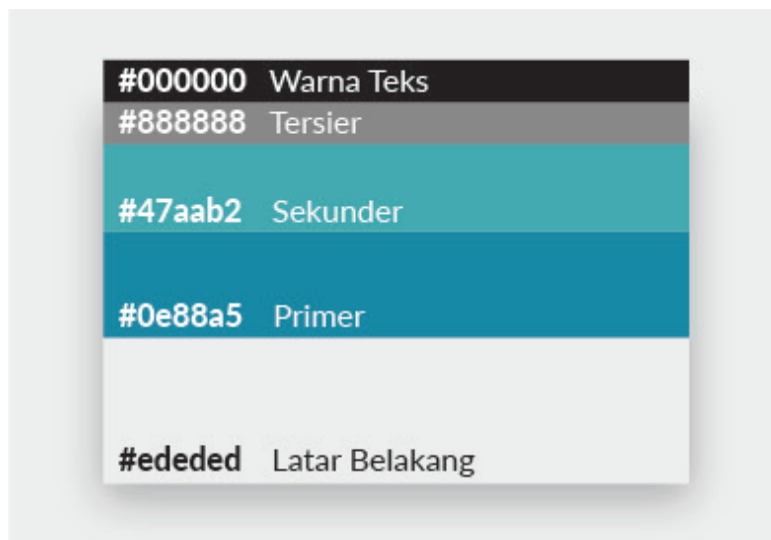 #000000 Warna Teks
#888888 Tersier
#47aab2 Sekunder
#0e88a5 Primer
#ededed Latar Belakang